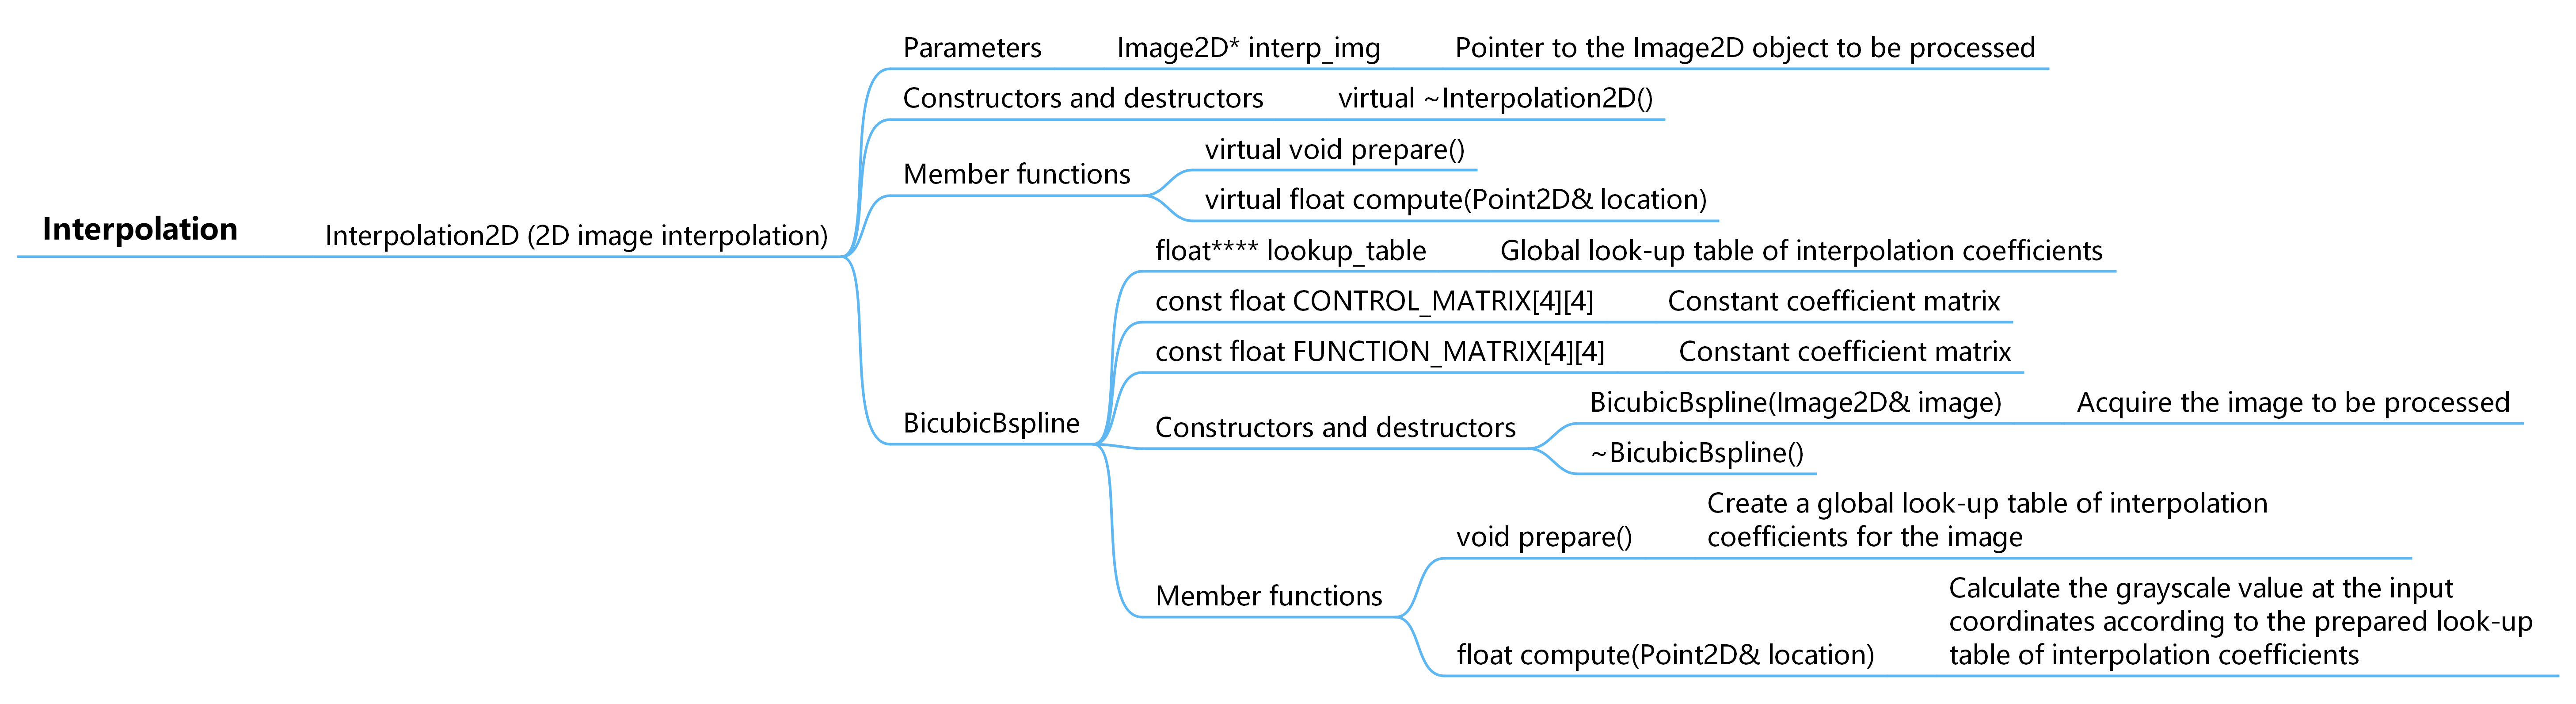 Interpolation
Interpolation2D (2D image interpolation)
Parameters
Image2D* interp_img
Pointer to the Image2D object to be processed
Constructors and destructors
virtual ~Interpolation2D()
Member functions
virtual void prepare()
virtual float compute(Point2D& location)
BicubicBspline
float**** lookup_table
Global look-up table of interpolation coefficients
const float CONTROL_MATRIX[4][4]
Constant coefficient matrix
const float FUNCTION_MATRIX[4][4]
Constant coefficient matrix
Constructors and destructors
BicubicBspline(Image2D& image)
Acquire the image to be processed
~BicubicBspline()
Member functions
void prepare()
Create a global look-up table of interpolation
coefficients for the image
float compute(Point2D& location)
Calculate the grayscale value at the input
coordinates according to the prepared look-up
table of interpolation coefficients